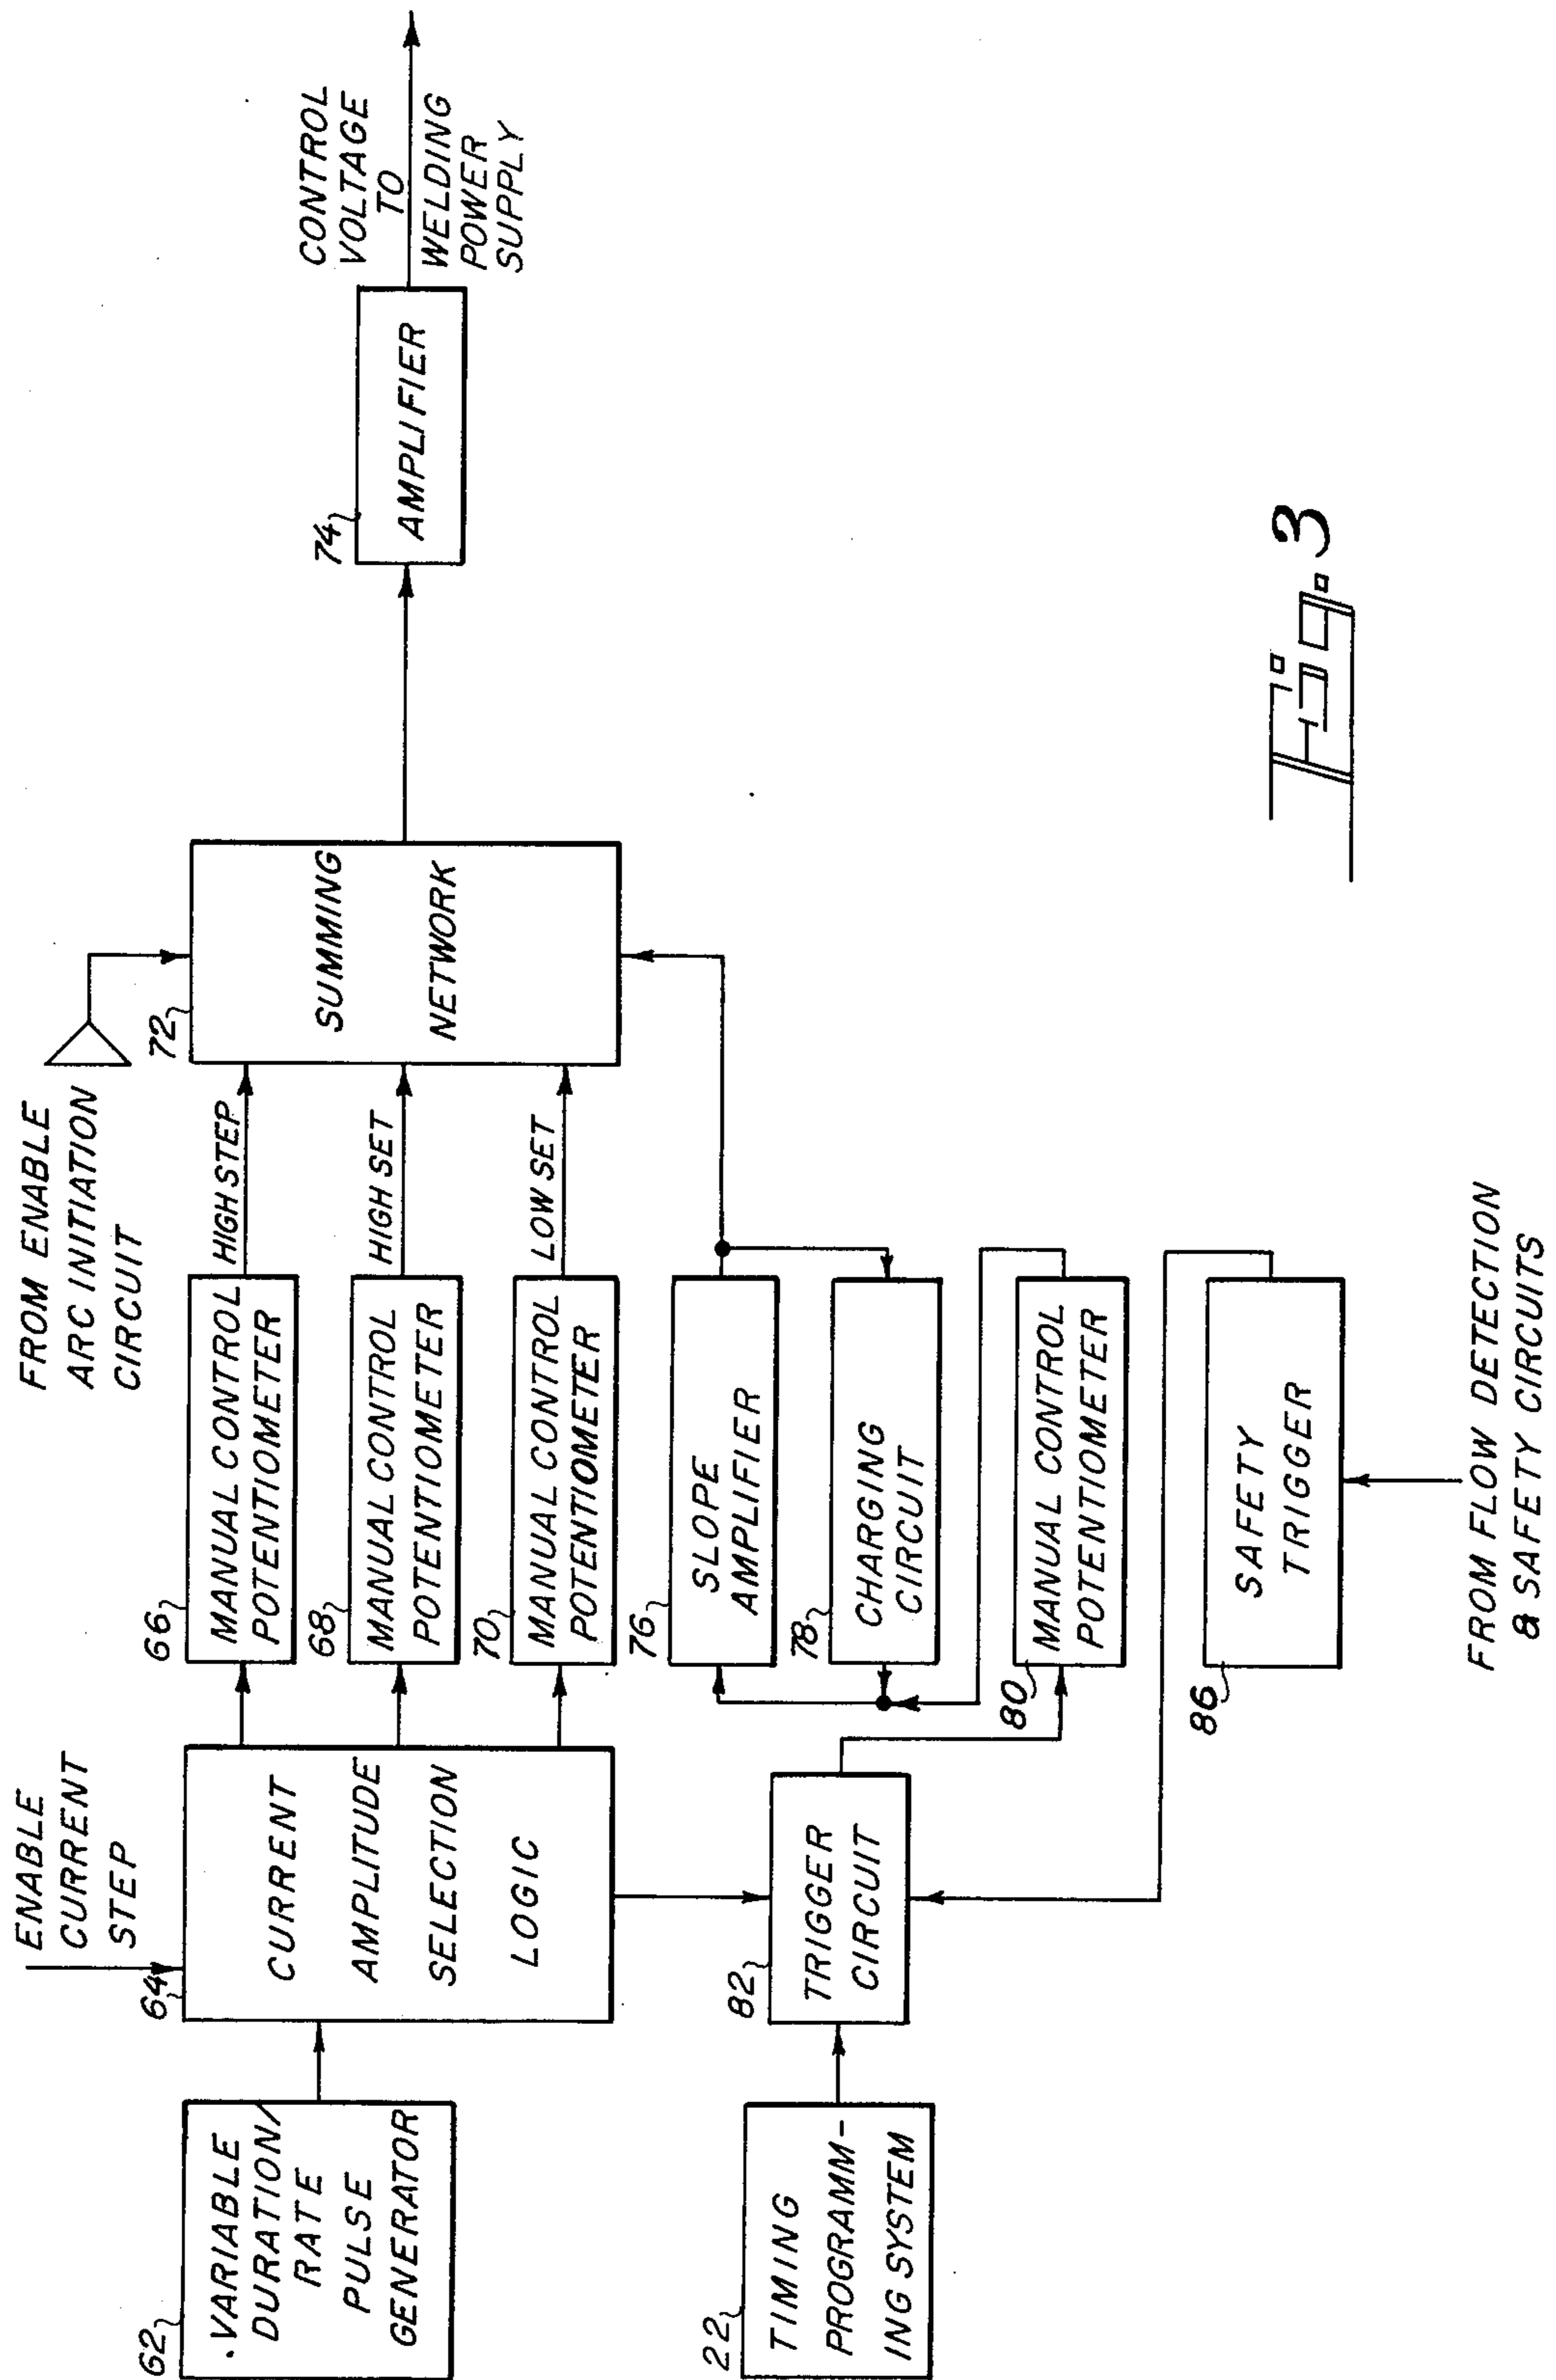 ENABLE
CURRENT
STEP
FROM ENABLE
ARC INITIATION
CIRCUIT
62
.VARIABLE
DURATION/
RATE
PULSE
GENERATOR
64
CURRENT
AMPLITUDE
SELECTION
LOGIC
66
MANUAL CONTROL
POTENTIOMETER
HIGH STEP
68
MANUAL CONTROL
POTENTIOMETER
HIGH SET
70
MANUAL CONTROL
POTENTIOMETER
LOW SET
72
SUMMING
NETWORK
74
AMPLIFIER
CONTROL
VOLTAGE
TO
WELDING
POWER
SUPPLY
76
SLOPE
AMPLIFIER
78
CHARGING
CIRCUIT
22
TIMING
PROGRAMM-
ING SYSTEM
82
TRIGGER
CIRCUIT
80
MANUAL CONTROL
POTENTIOMETER
86
SAFETY
TRIGGER
FROM FLOW DETECTION
& SAFETY CIRCUITS
Fig. 3